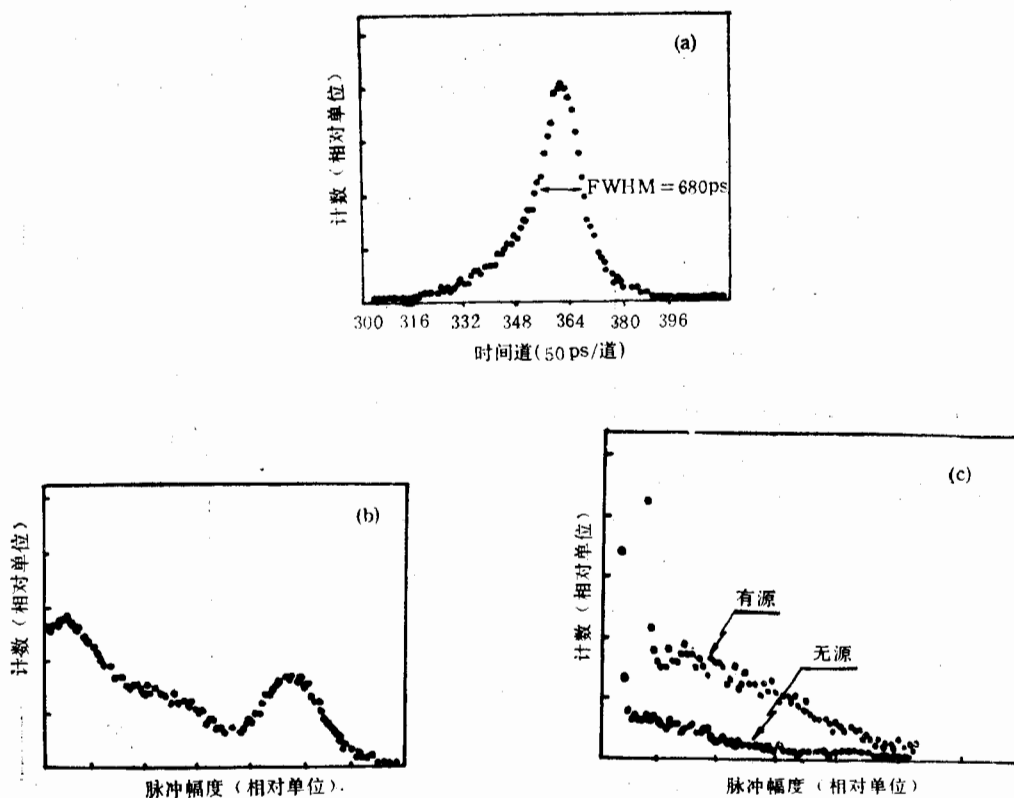 (a)
计数（相对单位）
FWHM＝680ps
300 316 332 348 364 380 396
时间道(50 ps/道)
(b)
计数（相对单位）
脉冲幅度（相对单位）.
(c)
计数（相对单位）
有源
无源
脉冲幅度（相对单位）